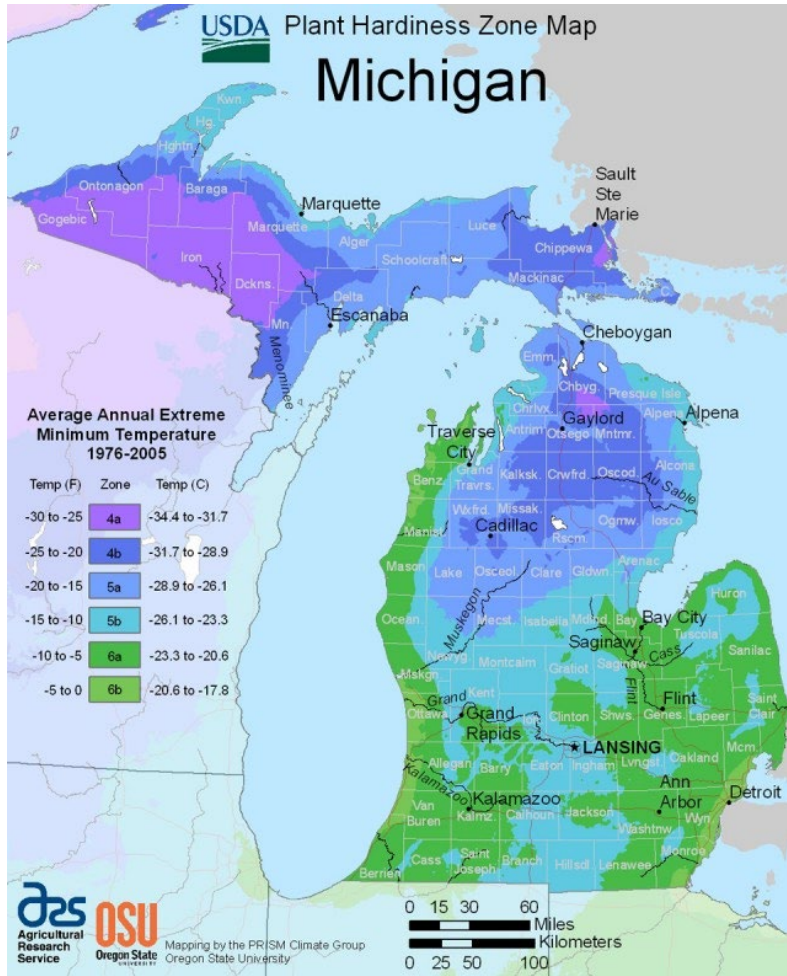 USDA Plant Hardiness Zone Map
Michigan
Kwn.
Hg.
Hghtn.
Ontonagon
Baraga
Marquette
Gogebic
Marquette
Alger
Luce
Sault
Ste
Marie
Chippewa
Iron
Schoolcraft
Mackinac
Dckns.
Delta
C.
Mn.
Escanaba
Menominee
Cheboygan
Emm.
Chbyg.
Presque Isle
Chrlvx.
Gaylord
Alpena
Alpena
Antrim
Otsego
Mntmr.
Traverse
City
Grand
Travrs.
Kalksk.
Crwfrd.
Oscod.
Alcona
Au Sable
Benz.
Manist.
Wxfrd.
Missak.
Ogmw.
Iosco
Cadillac
Rscm.
Mason
Lake
Osceol.
Clare
Gldwn.
Arenac
Huron
Ocean.
Muskegon
Mecst.
Isabella
Mdlnd.
Bay
Bay City
Tuscola
Saginaw
Cass
Sanilac
Newyg.
Montcalm
Gratiot
Saginaw
Mskgn
Flint
Kent
Grand
Ottawa
Grand
Rapids
Ion.
Clinton
Shws.
Genes.
Flint
Lapeer
Saint
Clair
LANSING
Allegan
Barry
Eaton
Ingham
Lvngst.
Oakland
Mcm.
Kalamazoo
Kalamazoo
Ann
Arbor
Detroit
Van
Buren
Kalmz.
Calhoun
Jackson
Washtnw.
Wyn.
Cass
Saint
Joseph
Branch
Hillsdl.
Lenawee
Monroe
Berrien
Average Annual Extreme
Minimum Temperature
1976-2005
Temp (F) Zone Temp (C)
-30 to -25 4a -34.4 to -31.7
-25 to -20 4b -31.7 to -28.9
-20 to -15 5a -28.9 to -26.1
-15 to -10 5b -26.1 to -23.3
-10 to -5 6a -23.3 to -20.6
-5 to 0 6b -20.6 to -17.8
0 15 30 60
Miles
Kilometers
0 25 50 100
ars
Agricultural
Research
Service
OSU
Oregon State
UNIVERSITY
Mapping by the PRISM Climate Group
Oregon State University